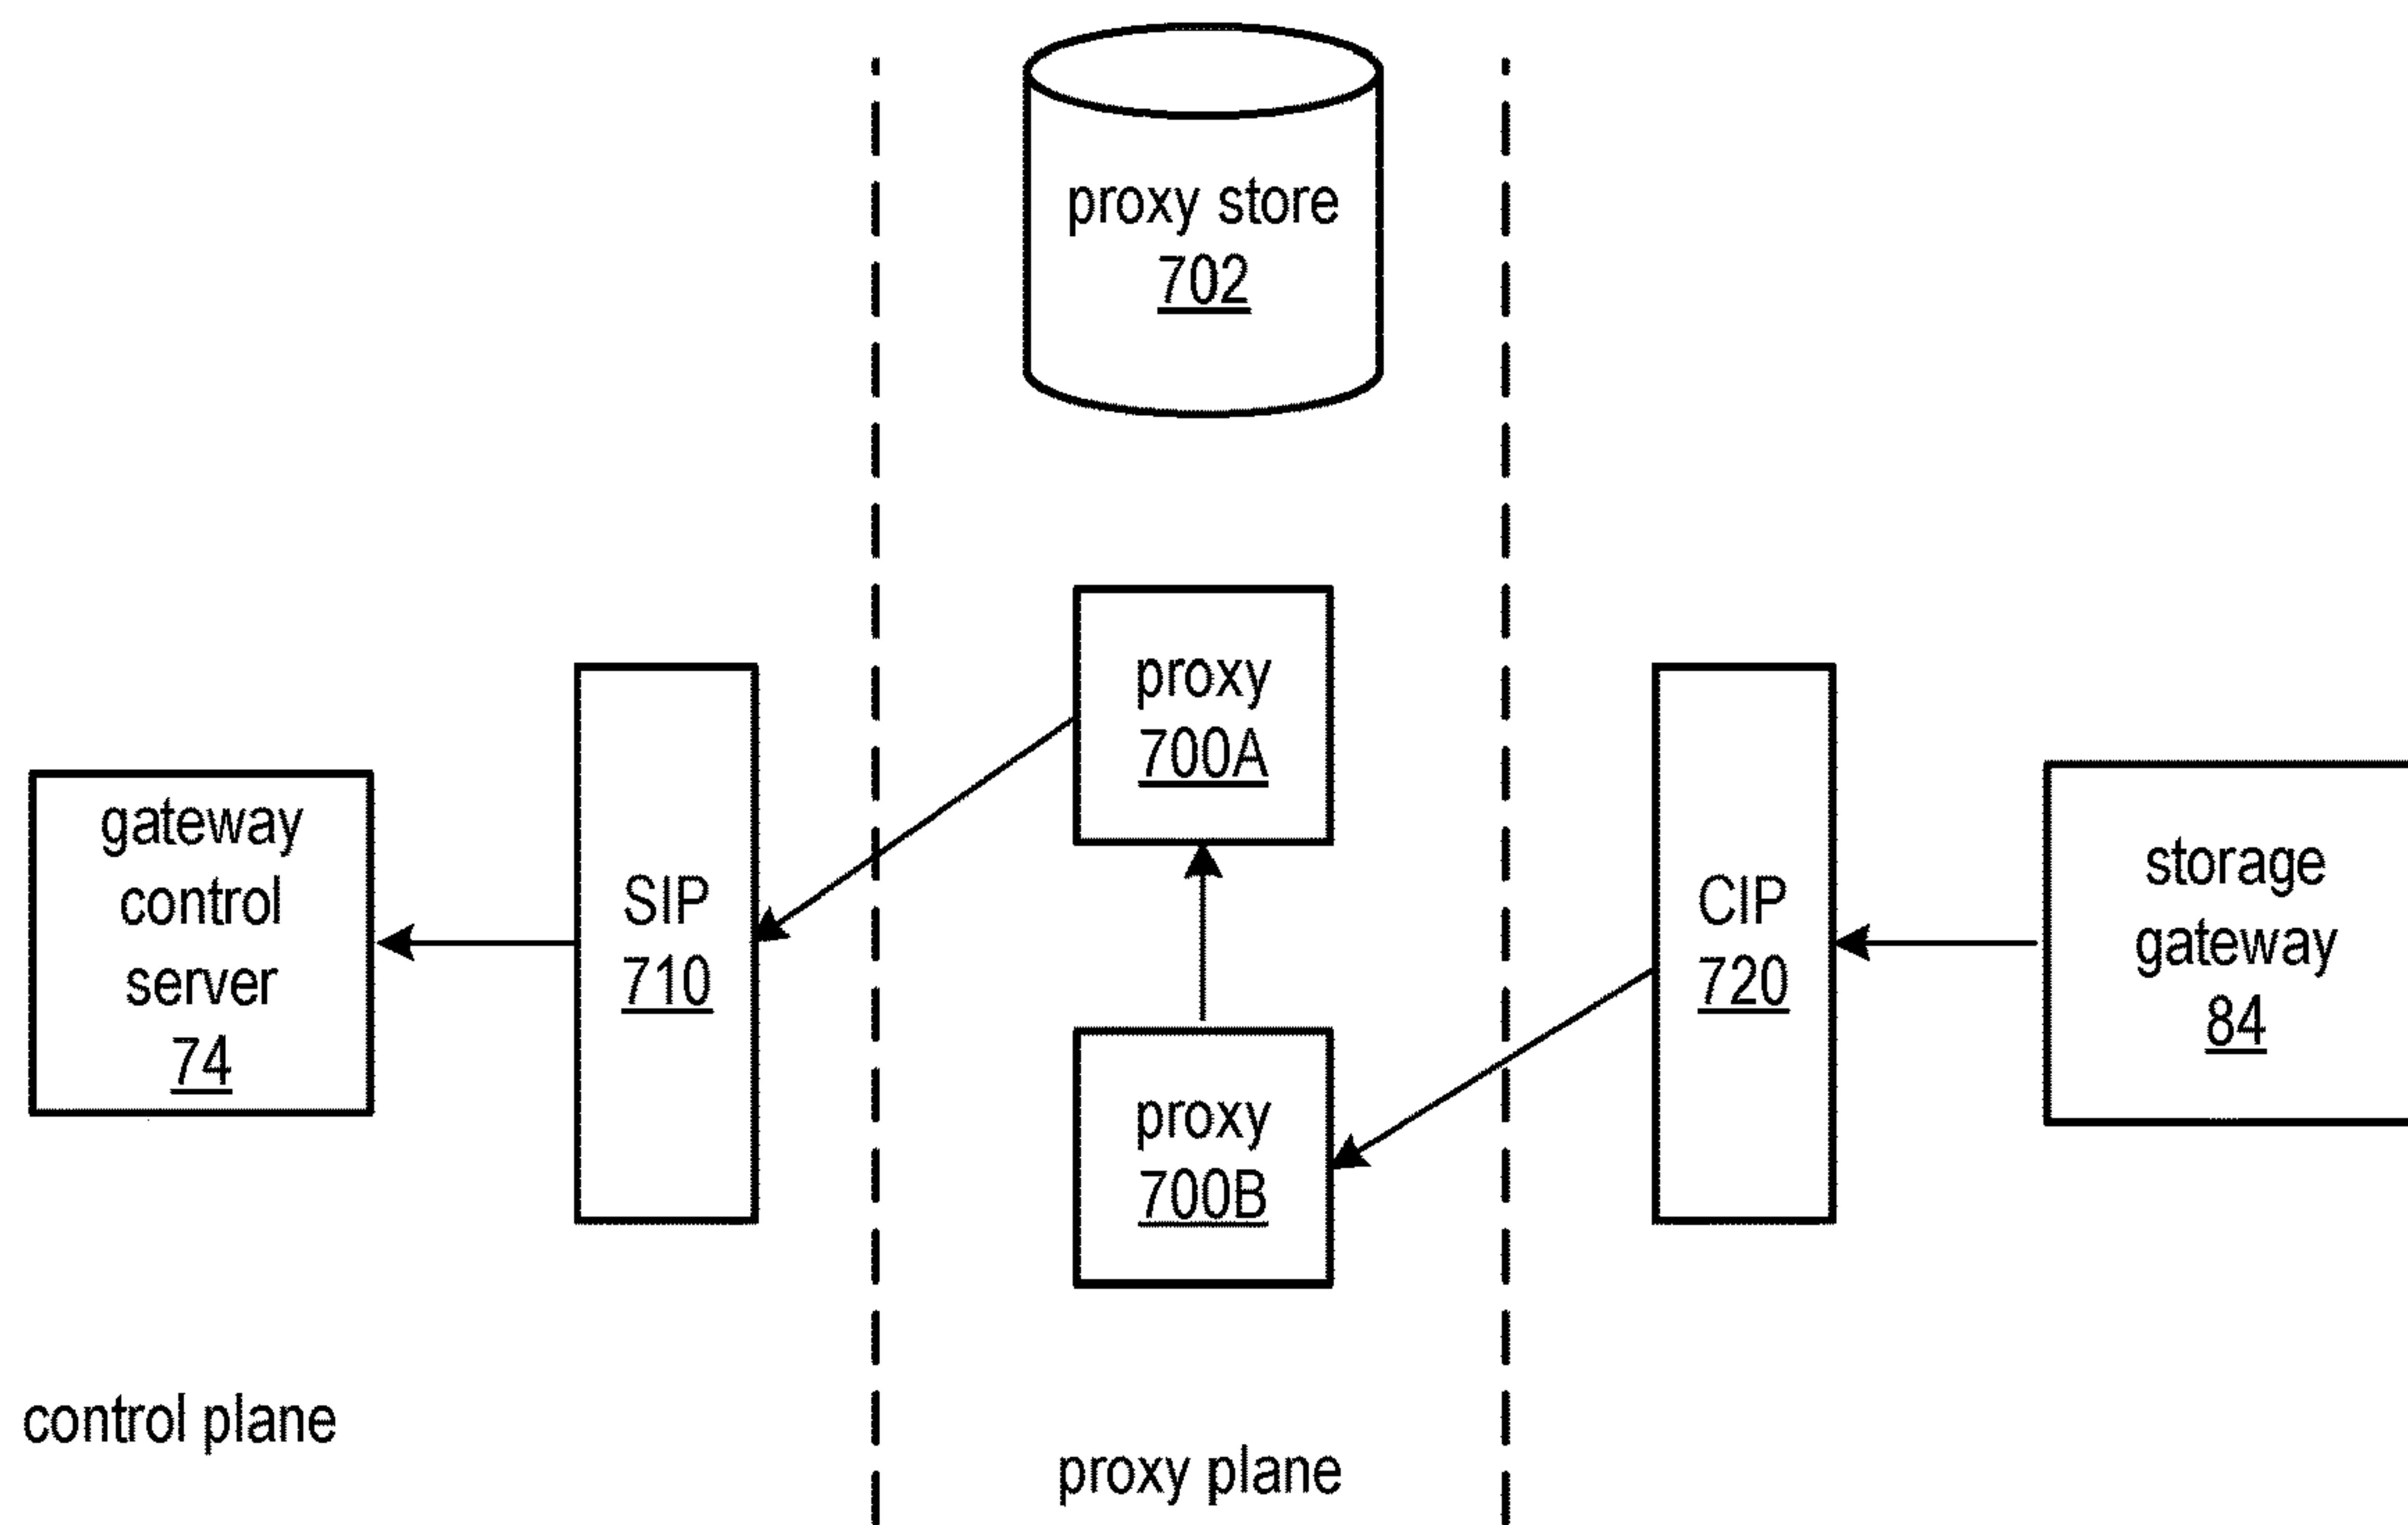 proxy store
702
proxy
700A
gateway
control
server
74
SIP
710
CIP
720
storage
gateway
84
proxy
700B
control plane
proxy plane